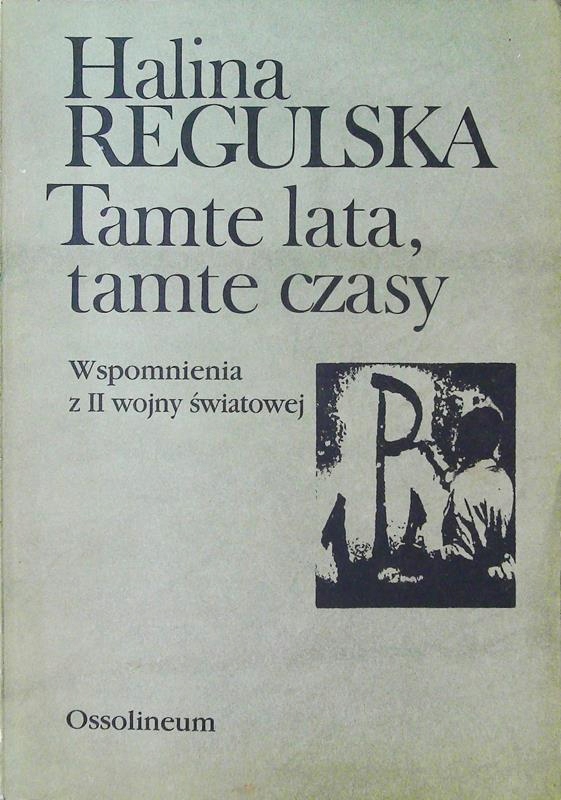 Halina
REGULSKA
Tamte lata,
tamte czasy
Wspomnienia
z II wojny światowej
Ossolineum